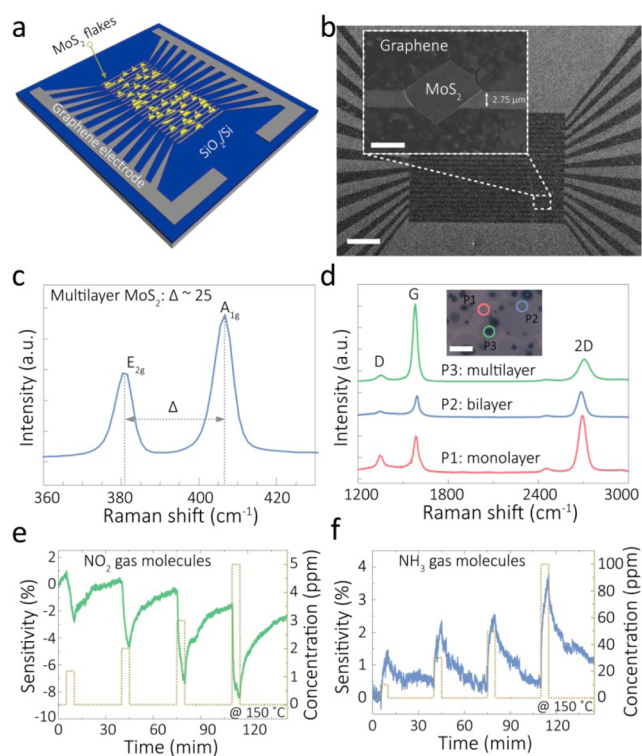 a
MoS2 flakes
Graphene electrode
SiO2/Si
b
Graphene
MoS2
2.75 μm
c
Multilayer MoS2: Δ ~ 25
A1g
E2g
Δ
Intensity (a.u.)
360 380 400 420
Raman shift (cm-1)
d
G
P1
P2
P3
D
2D
P3: multilayer
P2: bilayer
P1: monolayer
Intensity (a.u.)
1200 1800 2400 3000
Raman shift (cm-1)
e
NO2 gas molecules
Sensitivity (%)
2
0
-2
-4
-6
-8
-10
Concentration (ppm)
5
4
3
2
1
0
@ 150 ˚C
0 30 60 90 120
Time (mim)
f
NH3 gas molecules
Sensitivity (%)
4
3
2
1
0
Concentration (ppm)
100
80
60
40
20
0
@ 150 ˚C
0 30 60 90 120
Time (mim)